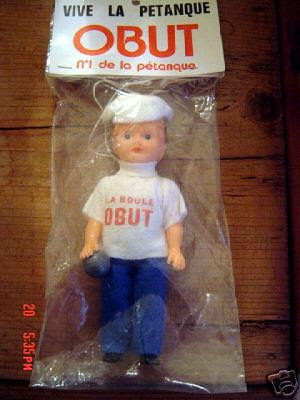 VIVE LA PETANQUE
OBUT
n°1 de la pétanque
LA BOULE
OBUT
20 5:35PM